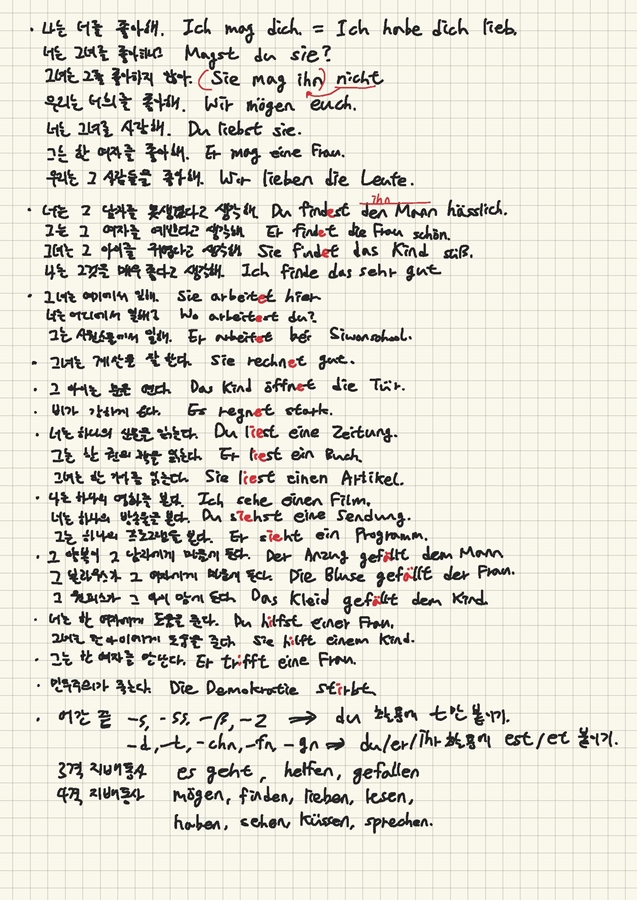 · 나는 너를 좋아해. Ich mag dich. = Ich habe dich lieb.
너는 그녀를 좋아하니 Magst du sie?
그녀는 그를 좋아하지 않아. (Sie mag ihn) nicht
우리는 너희를 좋아해. Wir mögen euch.
너는 그녀를 사랑해. Du liebst sie.
그는 한 여자를 좋아해. Er mag eine Frau.
우리는 그 사람들을 좋아해. Wir lieben die Leute.
ihn
· 너는 그 남자를 못생겼다고 생각해. Du findest den Mann hässlich.
그는 그 여자를 예쁘다고 생각해. Er findet die Frau schön.
그녀는 그 아이를 귀엽다고 생각해. Sie findet das Kind süß.
나는 그것을 매우 좋다고 생각해. Ich finde das sehr gut
· 그녀는 여기에서 일해. Sie arbeitet hier
너는 어디에서 일해? Wo arbeitest du?
그는 시원스쿨에서 일해. Er arbeitet bei Siwonschool.
· 그녀는 계산을 잘 한다. Sie rechnet gut.
· 그 아이는 문을 연다. Das Kind öffnet die Tür.
· 비가 강하게 온다. Es regnet stark.
· 너는 하나의 신문을 읽는다. Du liest eine Zeitung.
그는 한 권의 책을 읽는다. Er liest ein Buch.
그녀는 한 기사를 읽는다. Sie liest einen Artikel.
· 나는 하나의 영화를 본다. Ich sehe einen Film.
너는 하나의 방송을 본다. Du siehst eine Sendung.
그는 하나의 프로그램을 본다. Er sieht ein Programm.
· 그 양복이 그 남자에게 마음에 든다. Der Anzug gefällt dem Mann
그 블라우스가 그 여자에게 마음에 든다. Die Bluse gefällt der Frau.
그 원피스가 그 아이 맘에 든다. Das Kleid gefällt dem Kind.
· 너는 한 여자에게 도움을 준다. Du hilfst einer Frau.
그녀는 한 아이에게 도움을 준다. Sie hilft einem Kind.
· 그는 한 여자를 만난다. Er trifft eine Frau.
· 민주주의가 죽는다. Die Demokratie stirbt
· 어간 끝 -s, -ss, -ß, -z ⇒ du 활용에 t만 붙이기.
-d, -t, -chn, -fn, -gn ⇒ du/er/ihr 활용에 est/et 붙이기.
3격 지배동사 es geht, helfen, gefallen
4격 지배동사 mögen, finden, lieben, lesen,
haben, sehen, küssen, sprechen.